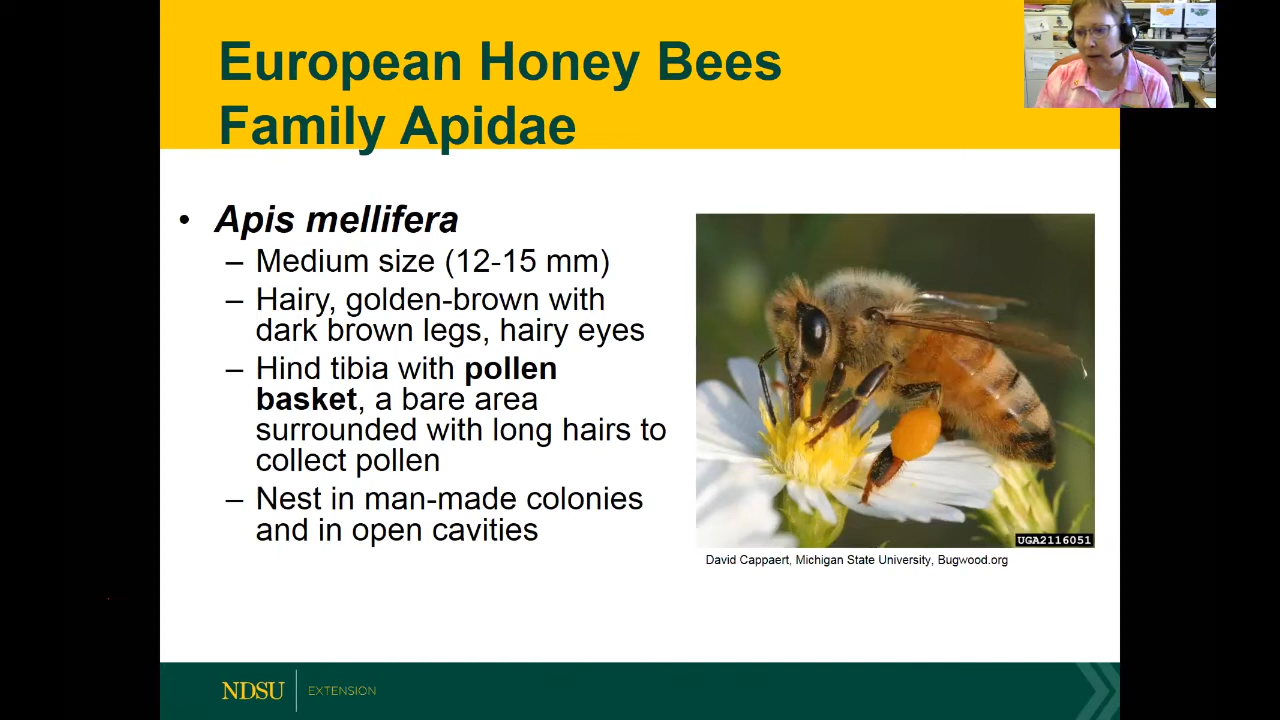 European Honey Bees
Family Apidae
• Apis mellifera
– Medium size (12-15 mm)
– Hairy, golden-brown with
dark brown legs, hairy eyes
– Hind tibia with pollen
basket, a bare area
surrounded with long hairs to
collect pollen
– Nest in man-made colonies
and in open cavities
UGA2116051
David Cappaert, Michigan State University, Bugwood.org
NDSU EXTENSION